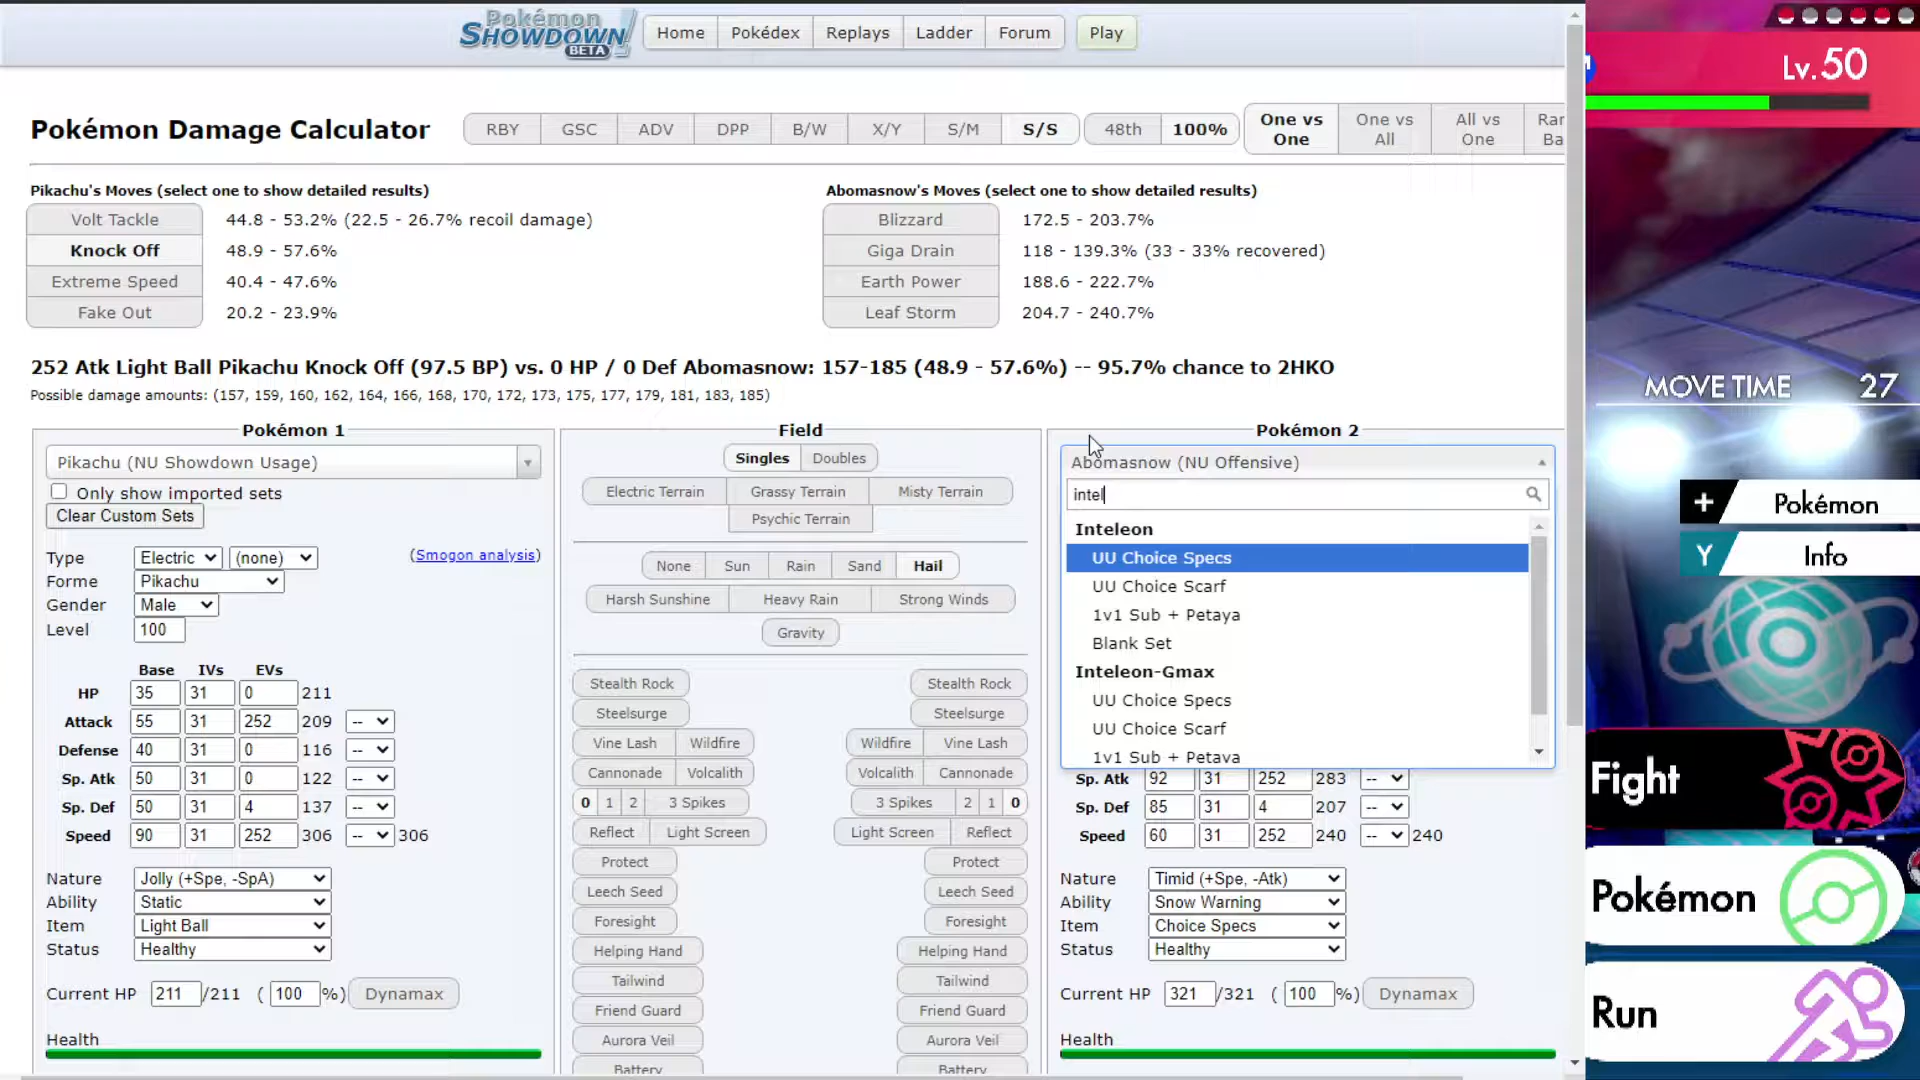 Pokémon SHOWDOWN BETA
Home Pokédex Replays Ladder Forum Play
Pokémon Damage Calculator
RBY GSC ADV DPP B/W X/Y S/M S/S 48th 100%
One vs One
One vs All
All vs One
Pikachu's Moves (select one to show detailed results)
Volt Tackle 44.8 - 53.2% (22.5 - 26.7% recoil damage)
Knock Off 48.9 - 57.6%
Extreme Speed 40.4 - 47.6%
Fake Out 20.2 - 23.9%
Abomasnow's Moves (select one to show detailed results)
Blizzard 172.5 - 203.7%
Giga Drain 118 - 139.3% (33 - 33% recovered)
Earth Power 188.6 - 222.7%
Leaf Storm 204.7 - 240.7%
252 Atk Light Ball Pikachu Knock Off (97.5 BP) vs. 0 HP / 0 Def Abomasnow: 157-185 (48.9 - 57.6%) -- 95.7% chance to 2HKO
Possible damage amounts: (157, 159, 160, 162, 164, 166, 168, 170, 172, 173, 175, 177, 179, 181, 183, 185)
Pokémon 1
Pikachu (NU Showdown Usage)
Only show imported sets
Clear Custom Sets
Type Electric (none) (Smogon analysis)
Forme Pikachu
Gender Male
Level 100
Base IVs EVs
HP 35 31 0 211
Attack 55 31 252 209 --
Defense 40 31 0 116 --
Sp. Atk 50 31 0 122 --
Sp. Def 50 31 4 137 --
Speed 90 31 252 306 -- 306
Nature Jolly (+Spe, -SpA)
Ability Static
Item Light Ball
Status Healthy
Current HP 211 /211 ( 100 %) Dynamax
Health
Field
Singles Doubles
Electric Terrain Grassy Terrain Misty Terrain
Psychic Terrain
None Sun Rain Sand Hail
Harsh Sunshine Heavy Rain Strong Winds
Gravity
Stealth Rock Stealth Rock
Steelsurge Steelsurge
Vine Lash Wildfire Wildfire Vine Lash
Cannonade Volcalith Volcalith Cannonade
0 1 2 3 Spikes 3 Spikes 2 1 0
Reflect Light Screen Light Screen Reflect
Protect Protect
Leech Seed Leech Seed
Foresight Foresight
Helping Hand Helping Hand
Tailwind Tailwind
Friend Guard Friend Guard
Aurora Veil Aurora Veil
Battery Battery
Pokémon 2
Abomasnow (NU Offensive)
intel
Inteleon
UU Choice Specs
UU Choice Scarf
1v1 Sub + Petaya
Blank Set
Inteleon-Gmax
UU Choice Specs
UU Choice Scarf
1v1 Sub + Petaya
Sp. Atk 92 31 252 283 --
Sp. Def 85 31 4 207 --
Speed 60 31 252 240 -- 240
Nature Timid (+Spe, -Atk)
Ability Snow Warning
Item Choice Specs
Status Healthy
Current HP 321 /321 ( 100 %) Dynamax
Health
Lv.50
MOVE TIME 27
+ Pokémon
Y Info
Fight
Pokémon
Run